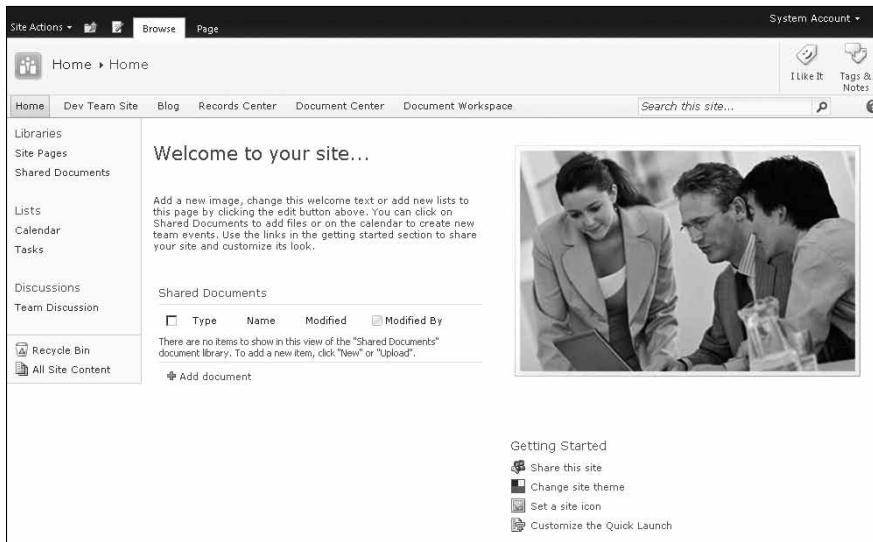 Site Actions
Browse
Page
System Account
Home
Home
I Like It
Tags &
Notes
Home
Dev Team Site
Blog
Records Center
Document Center
Document Workspace
Search this site...
Libraries
Site Pages
Shared Documents
Lists
Calendar
Tasks
Discussions
Team Discussion
Recycle Bin
All Site Content
Welcome to your site...
Add a new image, change this welcome text or add new lists to
this page by clicking the edit button above. You can click on
Shared Documents to add files or on the calendar to create new
team events. Use the links in the getting started section to share
your site and customize its look.
Shared Documents
Type Name Modified Modified By
There are no items to show in this view of the "Shared Documents"
document library. To add a new item, click "New" or "Upload".
Add document
Getting Started
Share this site
Change site theme
Set a site icon
Customize the Quick Launch